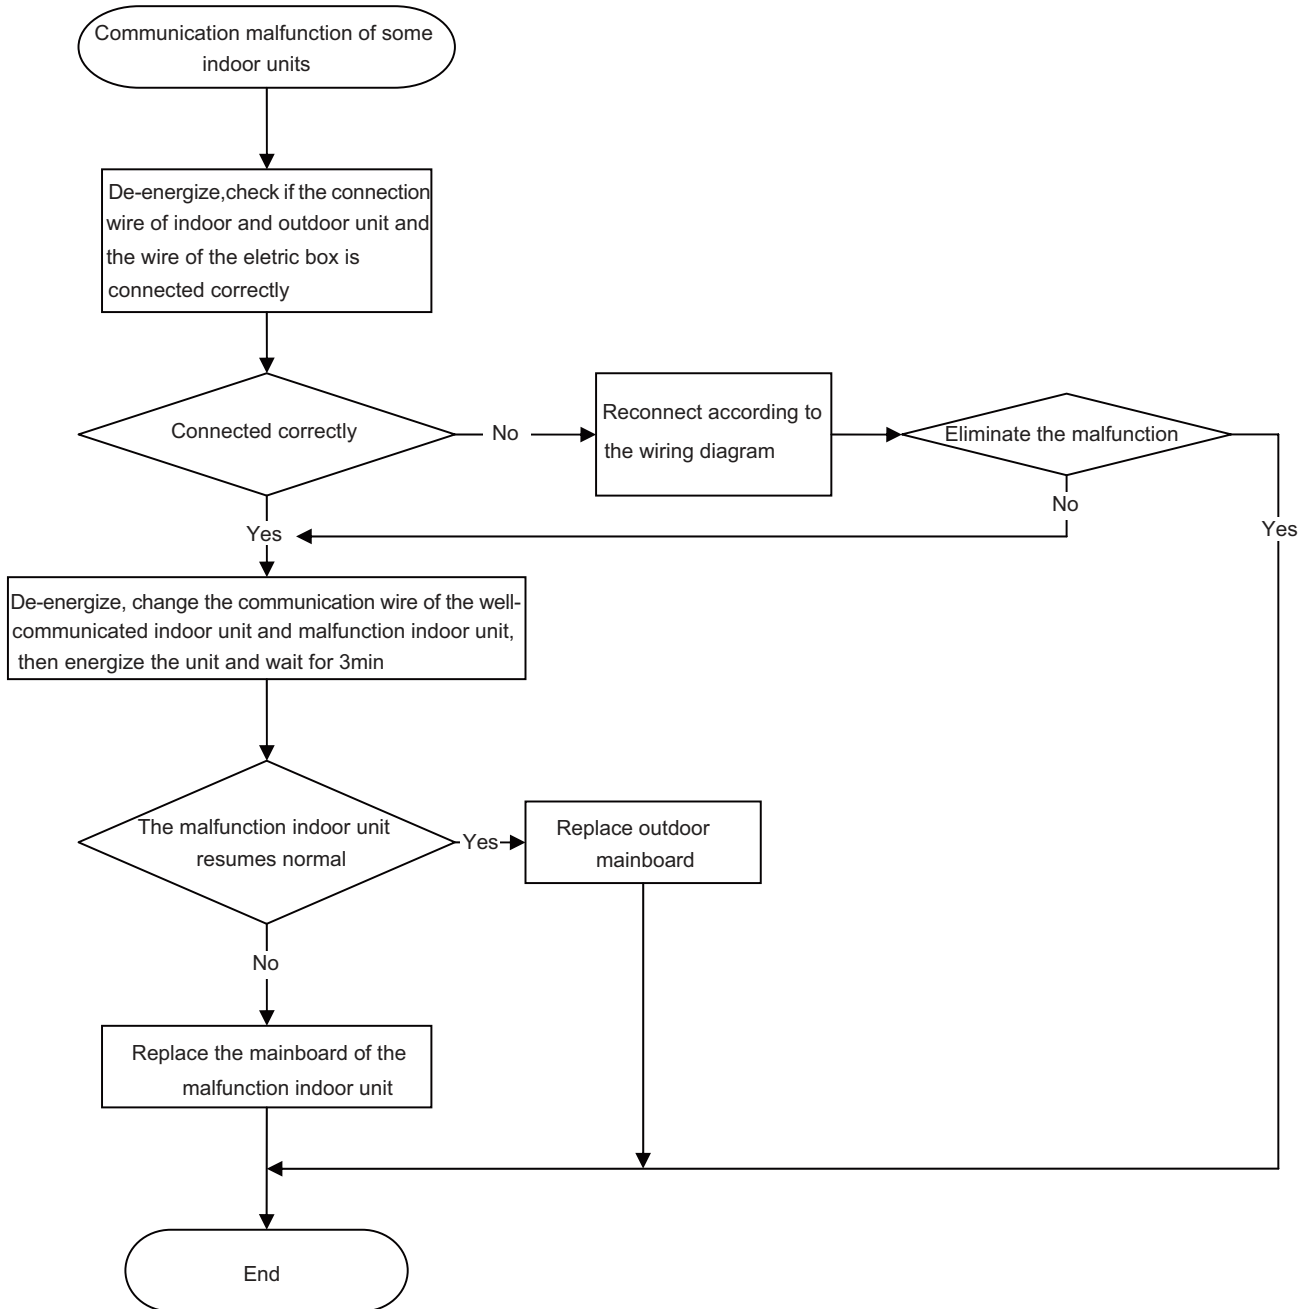 Communication malfunction of some
indoor units
De-energize,check if the connection
wire of indoor and outdoor unit and
the wire of the eletric box is
connected correctly
Connected correctly
No
Reconnect according to
the wiring diagram
Eliminate the malfunction
No
Yes
Yes
De-energize, change the communication wire of the well-
communicated indoor unit and malfunction indoor unit,
then energize the unit and wait for 3min
The malfunction indoor unit
resumes normal
Yes
Replace outdoor
mainboard
No
Replace the mainboard of the
malfunction indoor unit
End